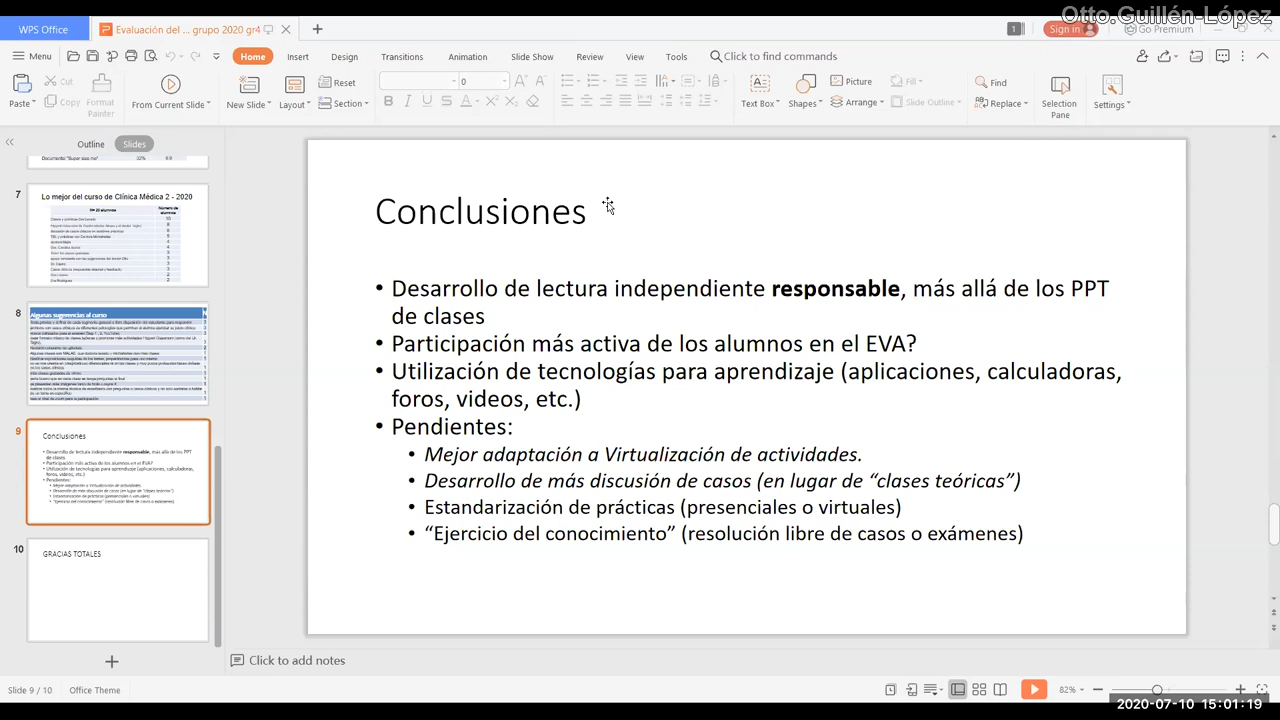 Otto.Guillén-López
WPS Office
Evaluación del ... grupo 2020 gr4
1
Sign in
Go Premium
Menu
Home
Insert
Design
Transitions
Animation
Slide Show
Review
View
Tools
Click to find commands
Paste
Cut
Copy
Format
Painter
From Current Slide
New Slide
Layout
Reset
Section
0
Text Box
Shapes
Picture
Arrange
Fill
Slide Outline
Find
Replace
Selection
Pane
Settings
Outline
Slides
7
Lo mejor del curso de Clínica Médica 2 - 2020
8
Algunas sugerencias al curso
9
Conclusiones
10
GRACIAS TOTALES
Conclusiones
• Desarrollo de lectura independiente responsable, más allá de los PPT
de clases
• Participación más activa de los alumnos en el EVA?
• Utilización de tecnologías para aprendizaje (aplicaciones, calculadoras,
foros, videos, etc.)
• Pendientes:
• Mejor adaptación a Virtualización de actividades.
• Desarrollo de más discusión de casos (en lugar de “clases teóricas”)
• Estandarización de prácticas (presenciales o virtuales)
• “Ejercicio del conocimiento” (resolución libre de casos o exámenes)
Click to add notes
Slide 9 / 10
Office Theme
82%
2020-07-10 15:01:19